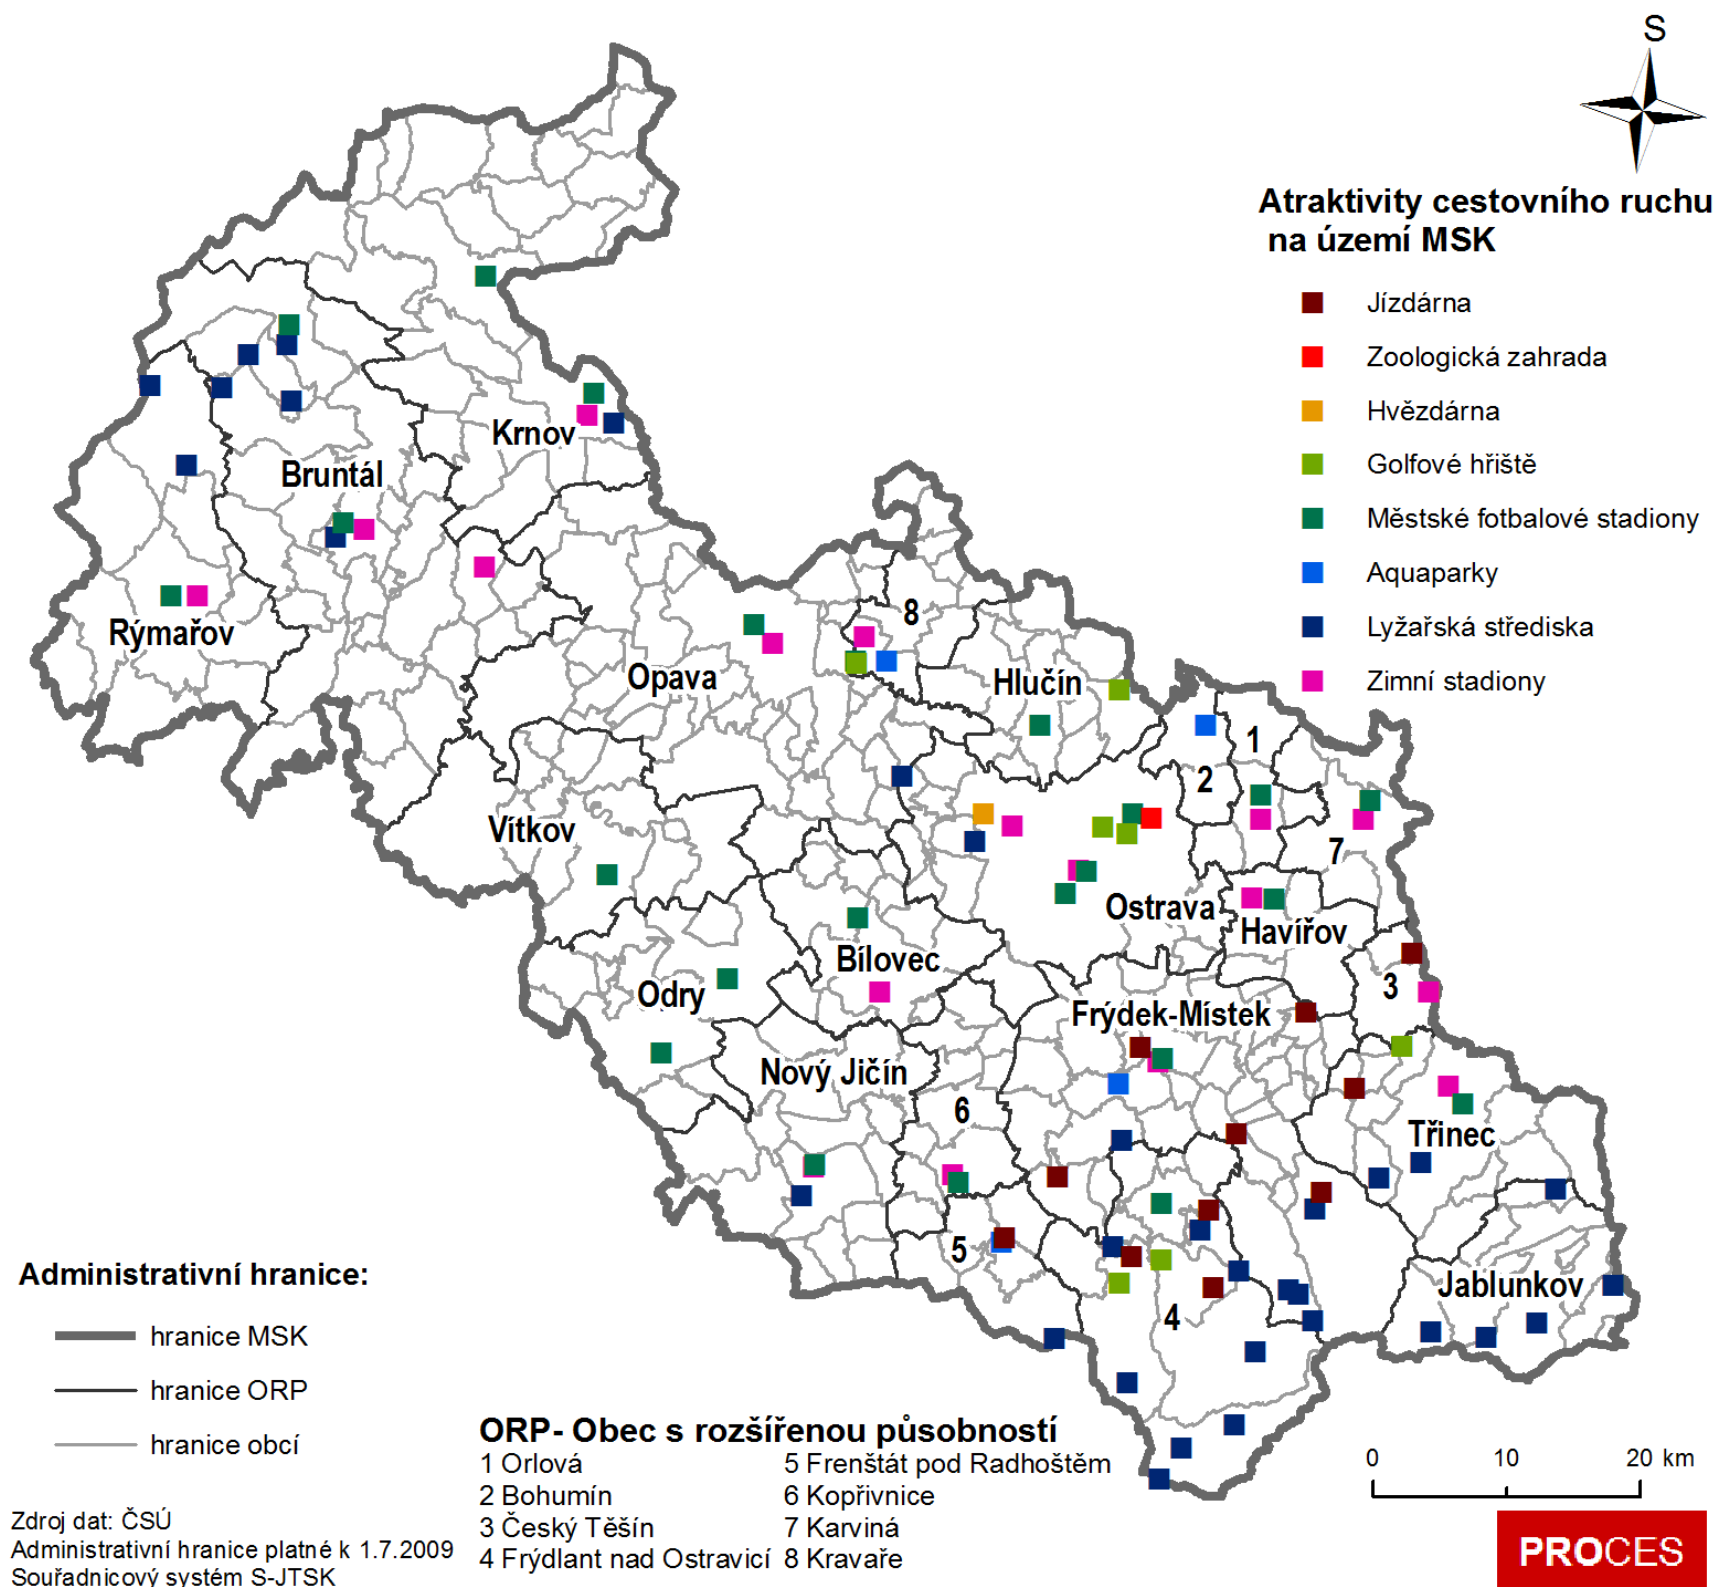 S
Atraktivity cestovního ruchu
na území MSK
Jízdárna
Zoologická zahrada
Hvězdárna
Golfové hřiště
Městské fotbalové stadiony
Aquaparky
Lyžařská střediska
Zimní stadiony
Krnov
Bruntál
Rýmařov
8
Opava
Hlučín
1
2
Vítkov
7
Ostrava
Havířov
Bílovec
3
Odry
Frýdek-Místek
Nový Jičín
6
Třinec
5
Jablunkov
4
Administrativní hranice:
hranice MSK
hranice ORP
hranice obcí
ORP- Obec s rozšířenou působností
1 Orlová
2 Bohumín
3 Český Těšín
4 Frýdlant nad Ostravicí
5 Frenštát pod Radhoštěm
6 Kopřivnice
7 Karviná
8 Kravaře
0 10 20 km
Zdroj dat: ČSÚ
Administrativní hranice platné k 1.7.2009
Souřadnicový systém S-JTSK
PROCES